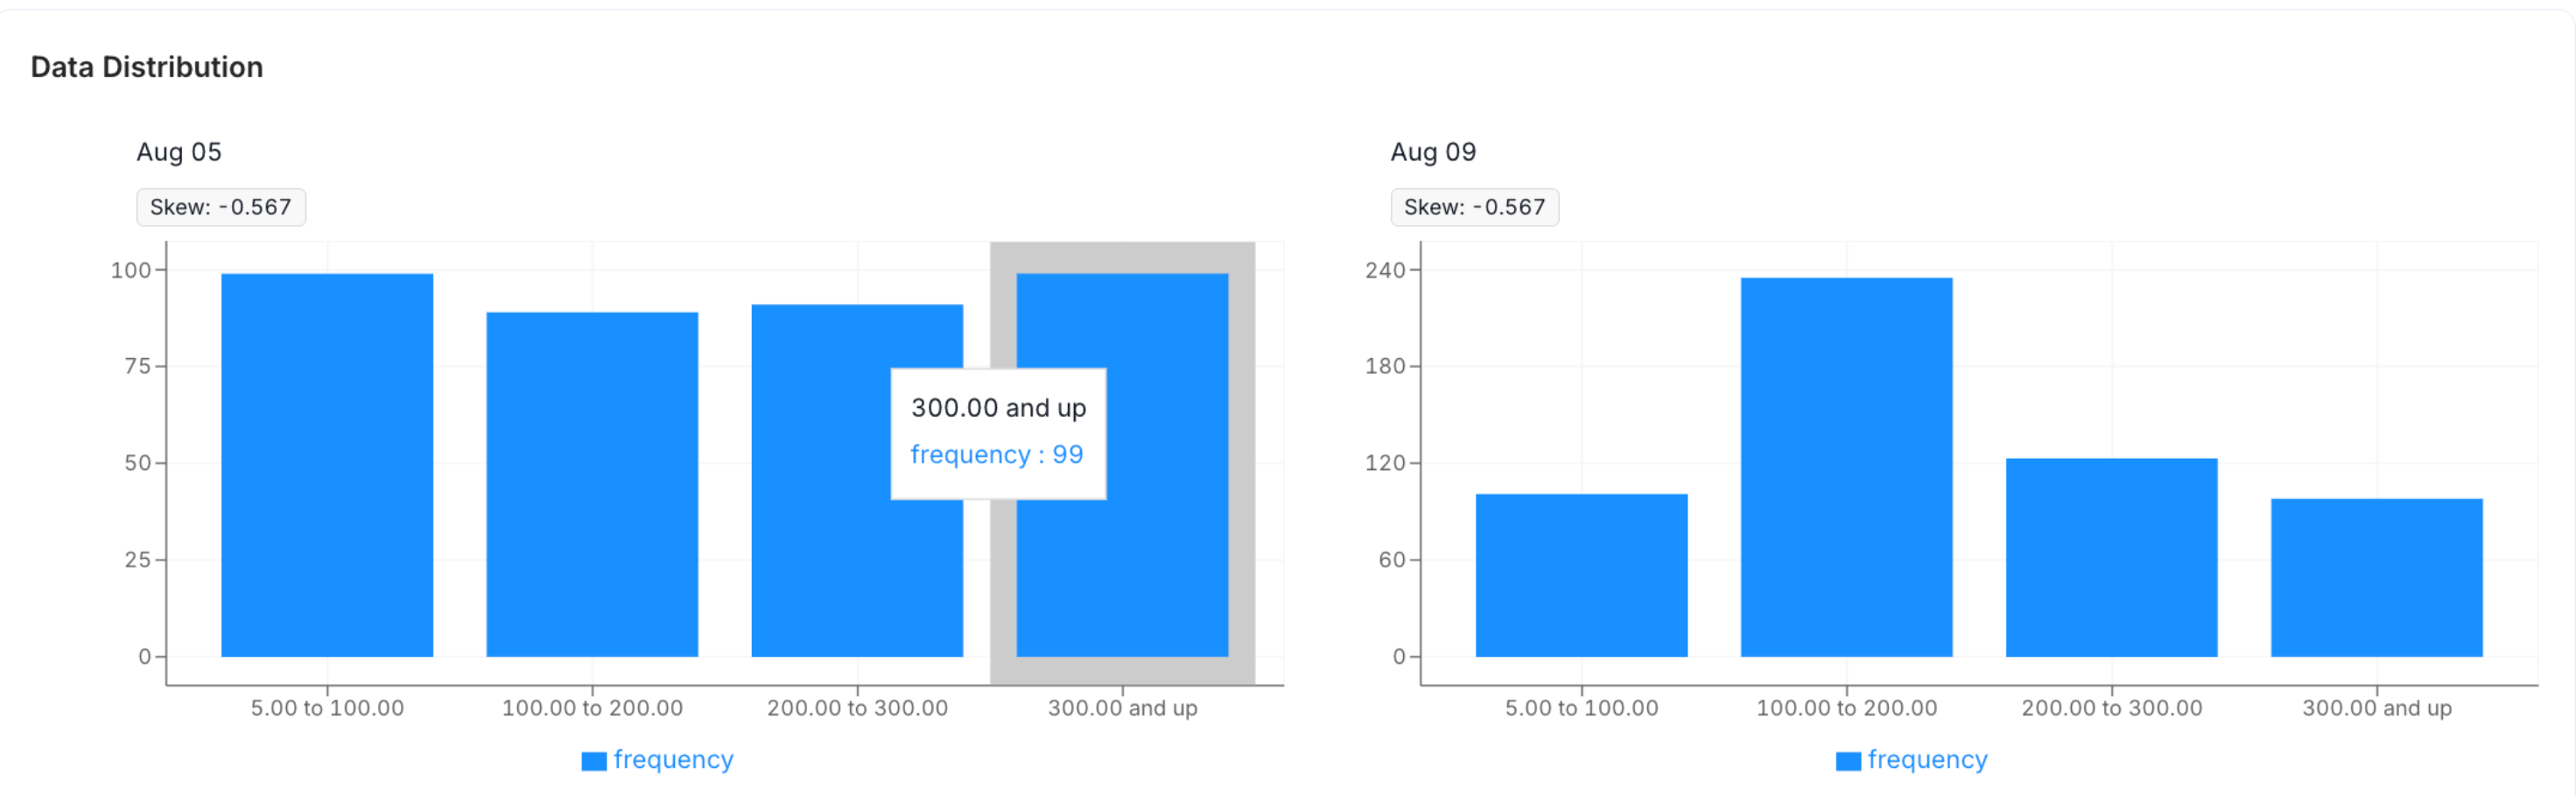 Data Distribution
Aug 05
Skew: -0.567
100
75
50
25
0
300.00 and up
frequency : 99
5.00 to 100.00
100.00 to 200.00
200.00 to 300.00
300.00 and up
frequency
Aug 09
Skew: -0.567
240
180
120
60
0
5.00 to 100.00
100.00 to 200.00
200.00 to 300.00
300.00 and up
frequency